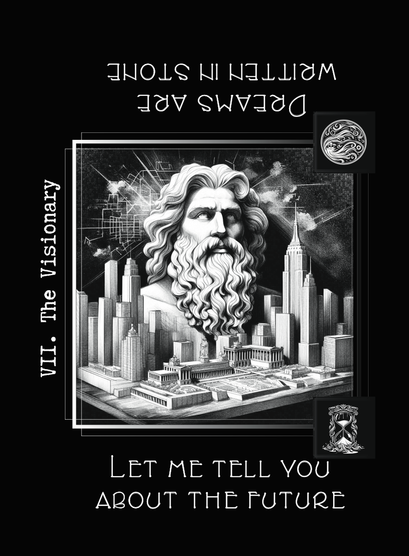 Dreams are
written in stone
VII. The Visionary
Let me tell you
about the future